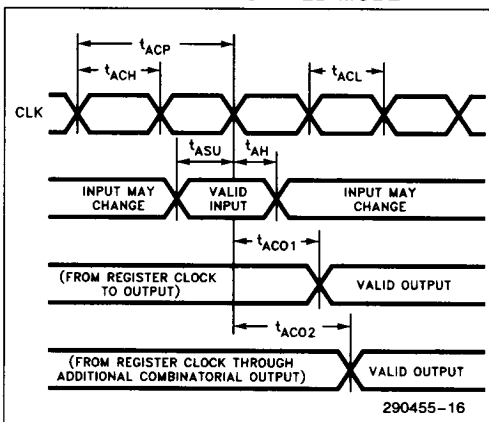 tACP
tACH
tACL
CLK
tASU
tAH
INPUT MAY
CHANGE
VALID
INPUT
INPUT MAY
CHANGE
tACO1
(FROM REGISTER CLOCK
TO OUTPUT)
VALID OUTPUT
tACO2
(FROM REGISTER CLOCK THROUGH
ADDITIONAL COMBINATORIAL OUTPUT)
VALID OUTPUT
290455-16